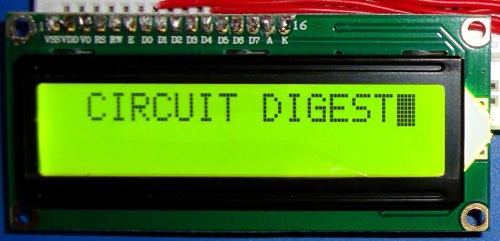 16
VSS VDD V0 RS RW E D0 D1 D2 D3 D4 D5 D6 D7 A K
CIRCUIT DIGEST